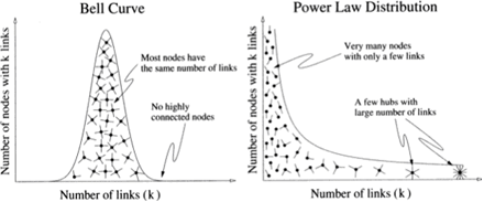 Bell Curve
Number of nodes with k links
Most nodes have
the same number of links
No highly
connected nodes
Number of links (k)
Power Law Distribution
Number of nodes with k links
Very many nodes
with only a few links
A few hubs with
large number of links
Number of links (k)